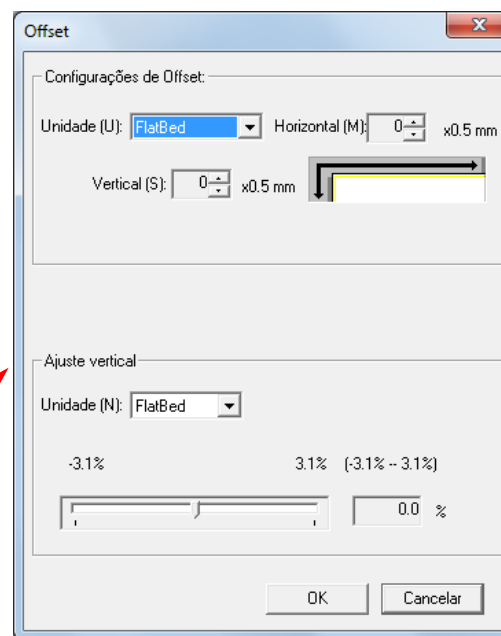 Offset
Configurações de Offset:
Unidade (U): FlatBed Horizontal (M): 0 x0.5 mm
Vertical (S): 0 x0.5 mm
Ajuste vertical
Unidade (N): FlatBed
-3.1% 3.1% (-3.1% -- 3.1%)
0.0 %
OK Cancelar